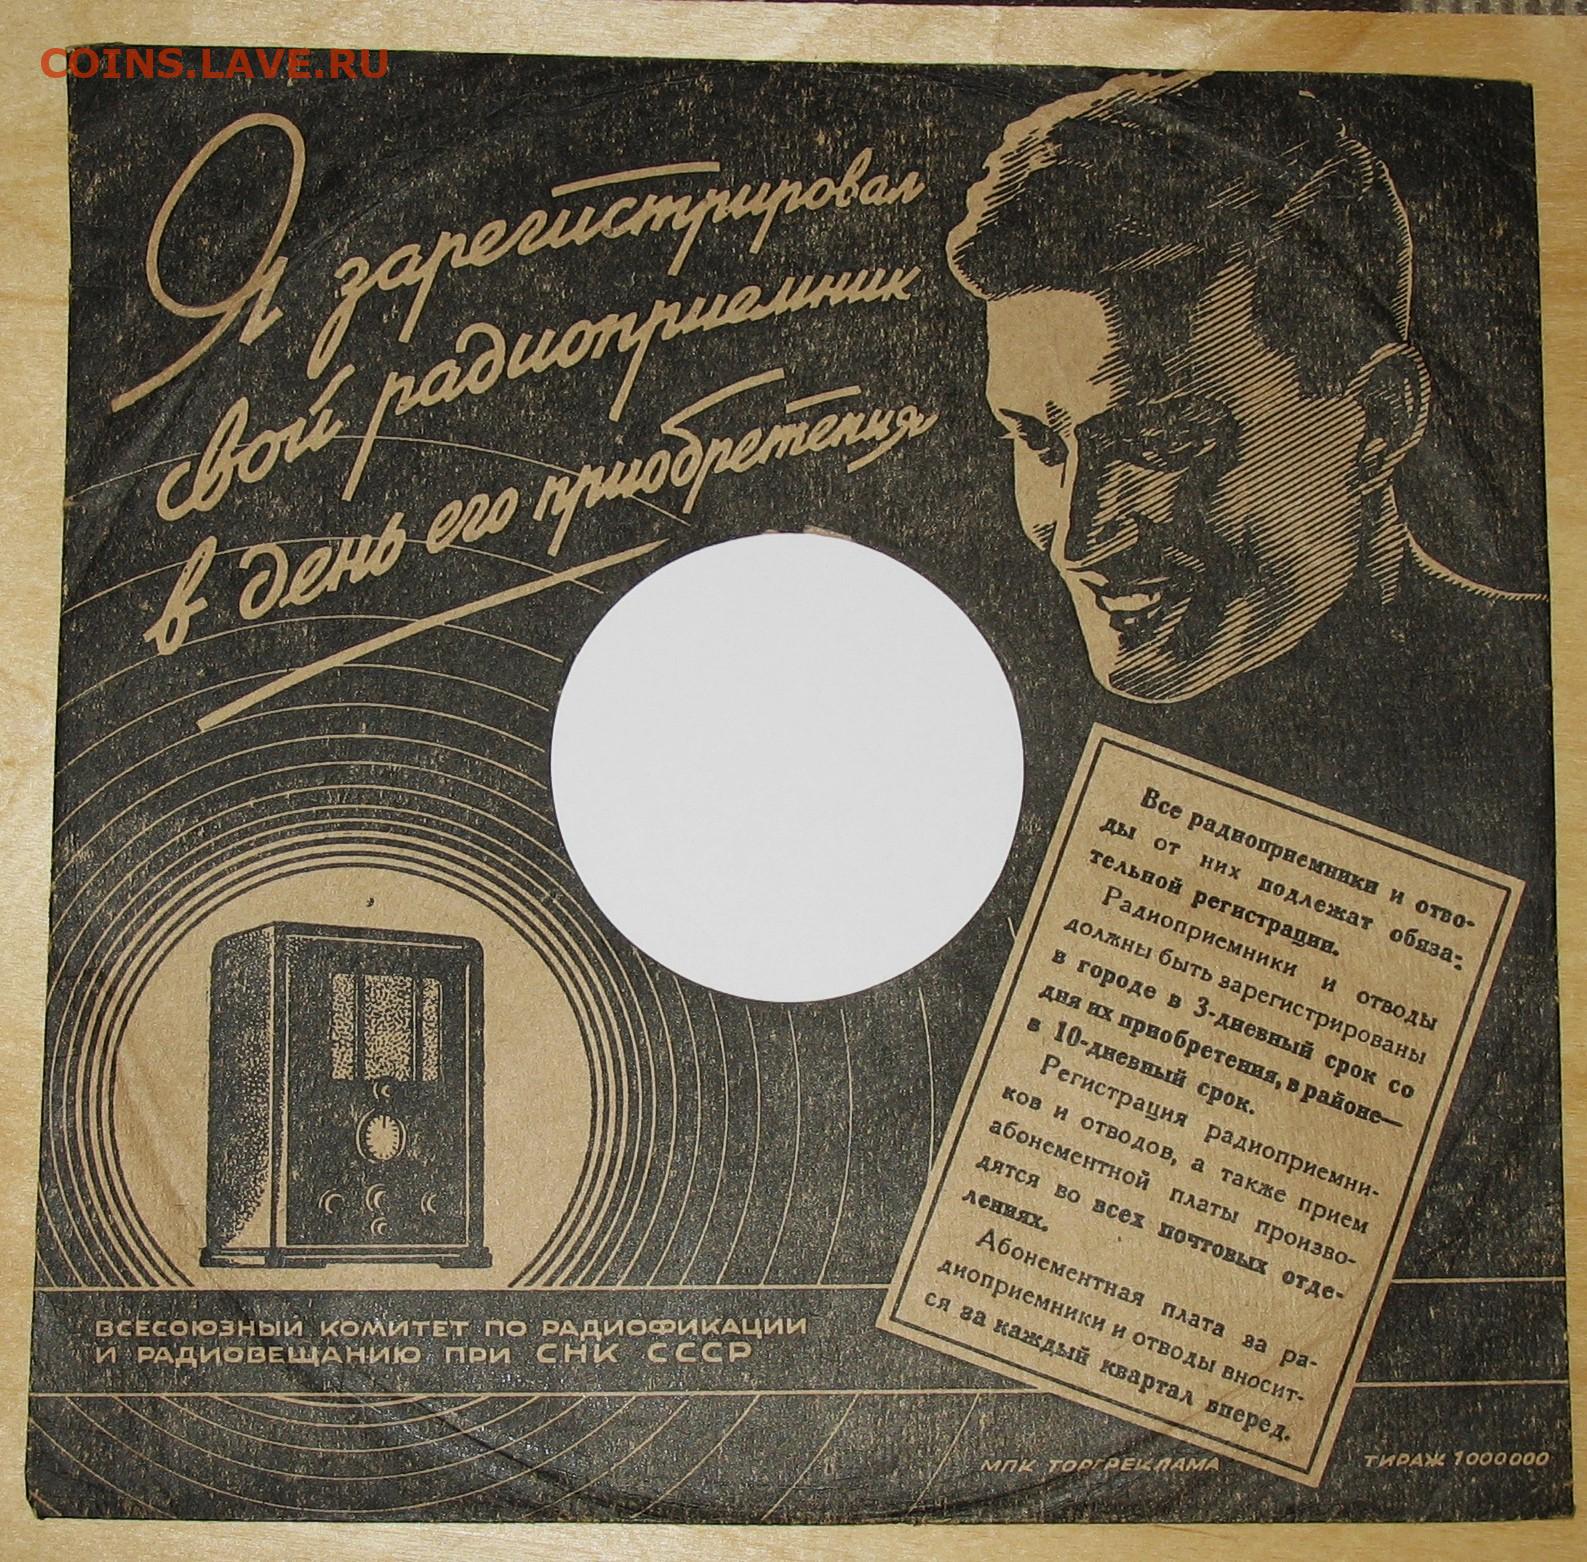 COINS.LAVE.RU
Я зарегистрировал
свой радиоприемник
в день его приобретения
Все радиоприемники и отво-
ды от них подлежат обяза-
тельной регистрации.
Радиоприемники и отводы
должны быть зарегистрированы
в городе в 3-дневный срок со
дня их приобретения, в районе—
в 10-дневный срок.
Регистрация радиоприемни-
ков и отводов, а также прием
абонементной платы произво-
дятся во всех почтовых отде-
лениях.
Абонементная плата за ра-
диоприемники и отводы вносит-
ся за каждый квартал вперед.
ВСЕСОЮЗНЫЙ КОМИТЕТ ПО РАДИОФИКАЦИИ
И РАДИОВЕЩАНИЮ ПРИ СНК СССР
МПК ТОРГРЕКЛАМА
ТИРАЖ 1000000